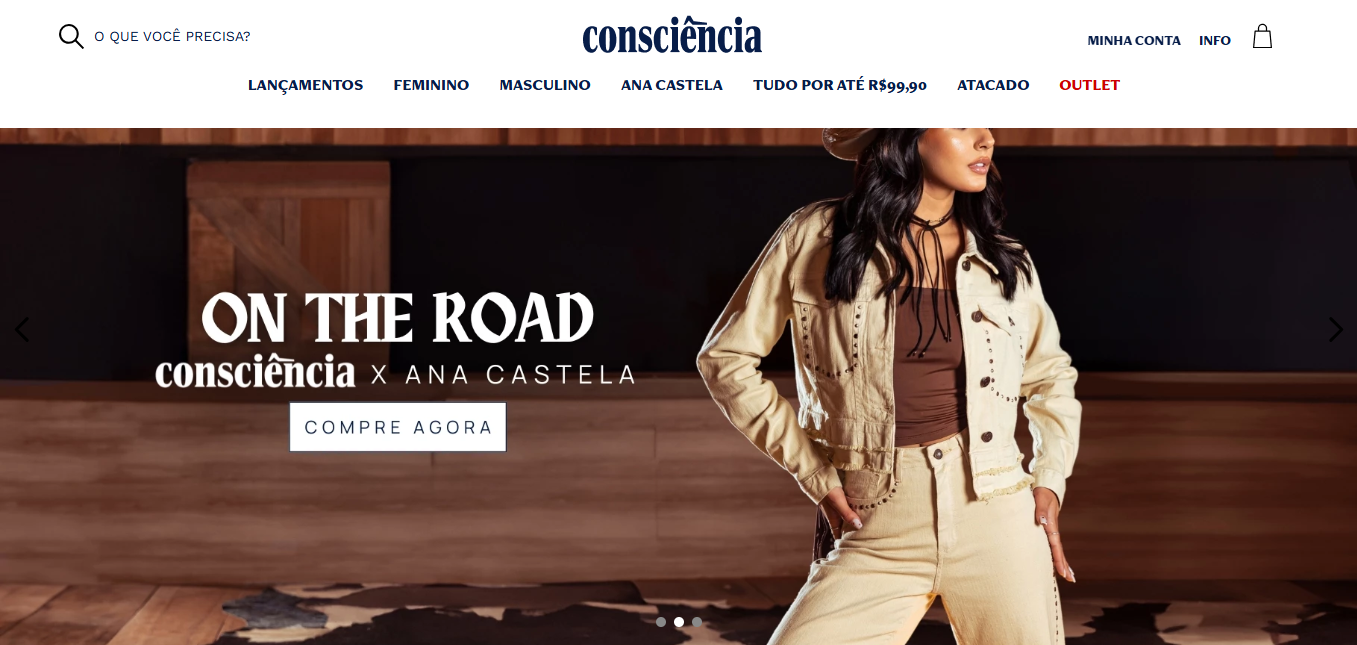 O QUE VOCÊ PRECISA?
consciência
MINHA CONTA INFO
LANÇAMENTOS FEMININO MASCULINO ANA CASTELA TUDO POR ATÉ R$99,90 ATACADO OUTLET
ON THE ROAD
consciência X ANA CASTELA
COMPRE AGORA